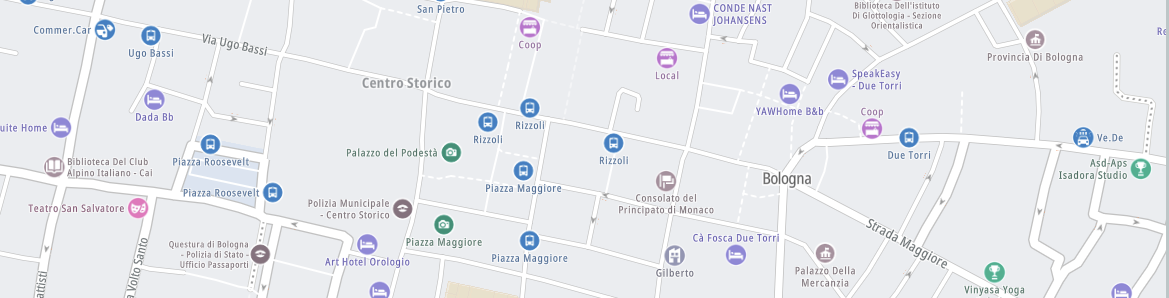 San Pietro
CONDE NAST
JOHANSENS
Biblioteca Dell'istituto
Di Glottologia - Sezione
Orientalistica
Commer.Car
Ugo Bassi
Via Ugo Bassi
Coop
Local
Provincia Di Bologna
Re
Centro Storico
SpeakEasy
- Due Torri
Dada Bb
YAWHome B&b
Coop
uite Home
Rizzoli
Rizzoli
Rizzoli
Due Torri
Ve.De
Piazza Roosevelt
Biblioteca Del Club
Alpino Italiano - Cai
Palazzo del Podestà
Asd-Aps
Isadora Studio
Piazza Roosevelt
Piazza Maggiore
Bologna
Teatro San Salvatore
Polizia Municipale
- Centro Storico
Consolato del
Principato di Monaco
Piazza Maggiore
Questura di Bologna
- Polizia di Stato -
Ufficio Passaporti
Art Hotel Orologio
Piazza Maggiore
Cà Fosca Due Torri
Gilberto
Palazzo Della
Mercanzia
Strada Maggiore
Vinyasa Yoga
a Volto Santo
attisti